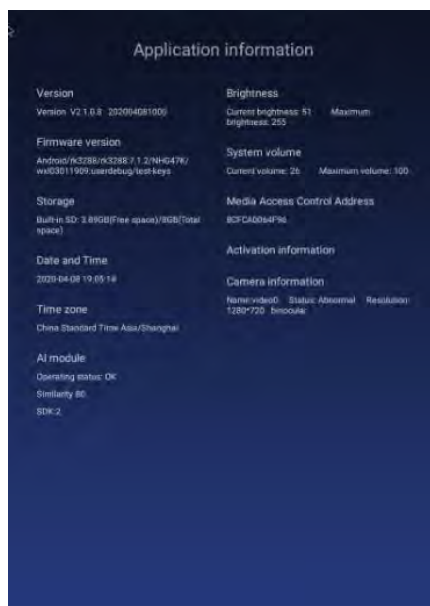 Application information
Version
Version V2.1.0.8 202004081000
Firmware version
Android/rk3288/rk3288:7.1.2/NHG47K/
wxl03011909:userdebug/test-keys
Storage
Built-in SD: 3.89GB(Free space)/8GB(Total
space)
Date and Time
2020-04-08 19:05:14
Time zone
China Standard Time Asia/Shanghai
AI module
Operating status: OK
Similarity 80
SDK:2
Brightness
Current brightness: 51 Maximum
brightness: 255
System volume
Current volume: 26 Maximum volume: 100
Media Access Control Address
8CFCA0064F96
Activation information
Camera information
Name:video0 Status: Abnormal Resolution:
1280*720 binocular